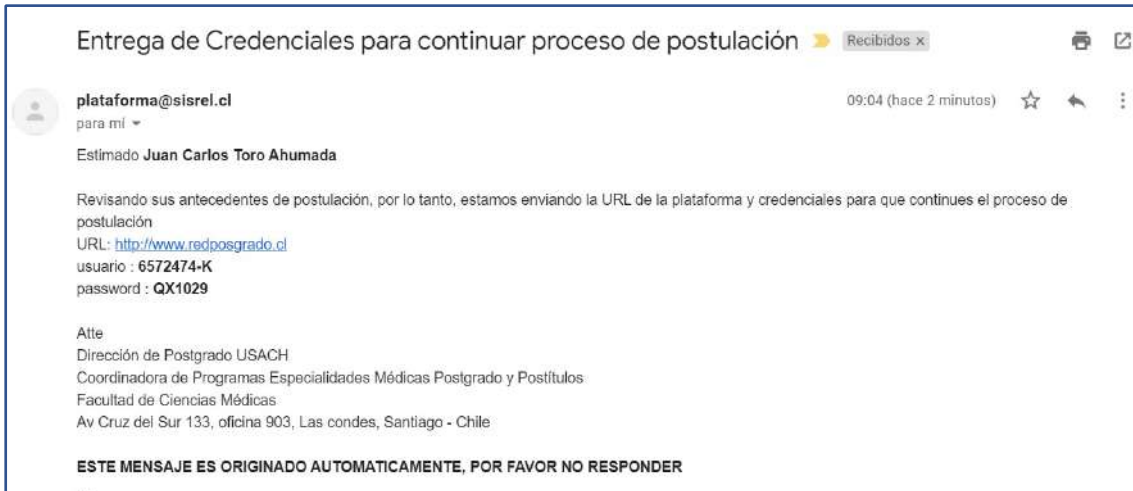 Entrega de Credenciales para continuar proceso de postulación Recibidos x
plataforma@sisrel.cl 09:04 (hace 2 minutos)
para mí
Estimado Juan Carlos Toro Ahumada
Revisando sus antecedentes de postulación, por lo tanto, estamos enviando la URL de la plataforma y credenciales para que continues el proceso de
postulación
URL: http://www.redposgrado.cl
usuario : 6572474-K
password : QX1029
Atte
Dirección de Postgrado USACH
Coordinadora de Programas Especialidades Médicas Postgrado y Postítulos
Facultad de Ciencias Médicas
Av Cruz del Sur 133, oficina 903, Las condes, Santiago - Chile
ESTE MENSAJE ES ORIGINADO AUTOMATICAMENTE, POR FAVOR NO RESPONDER